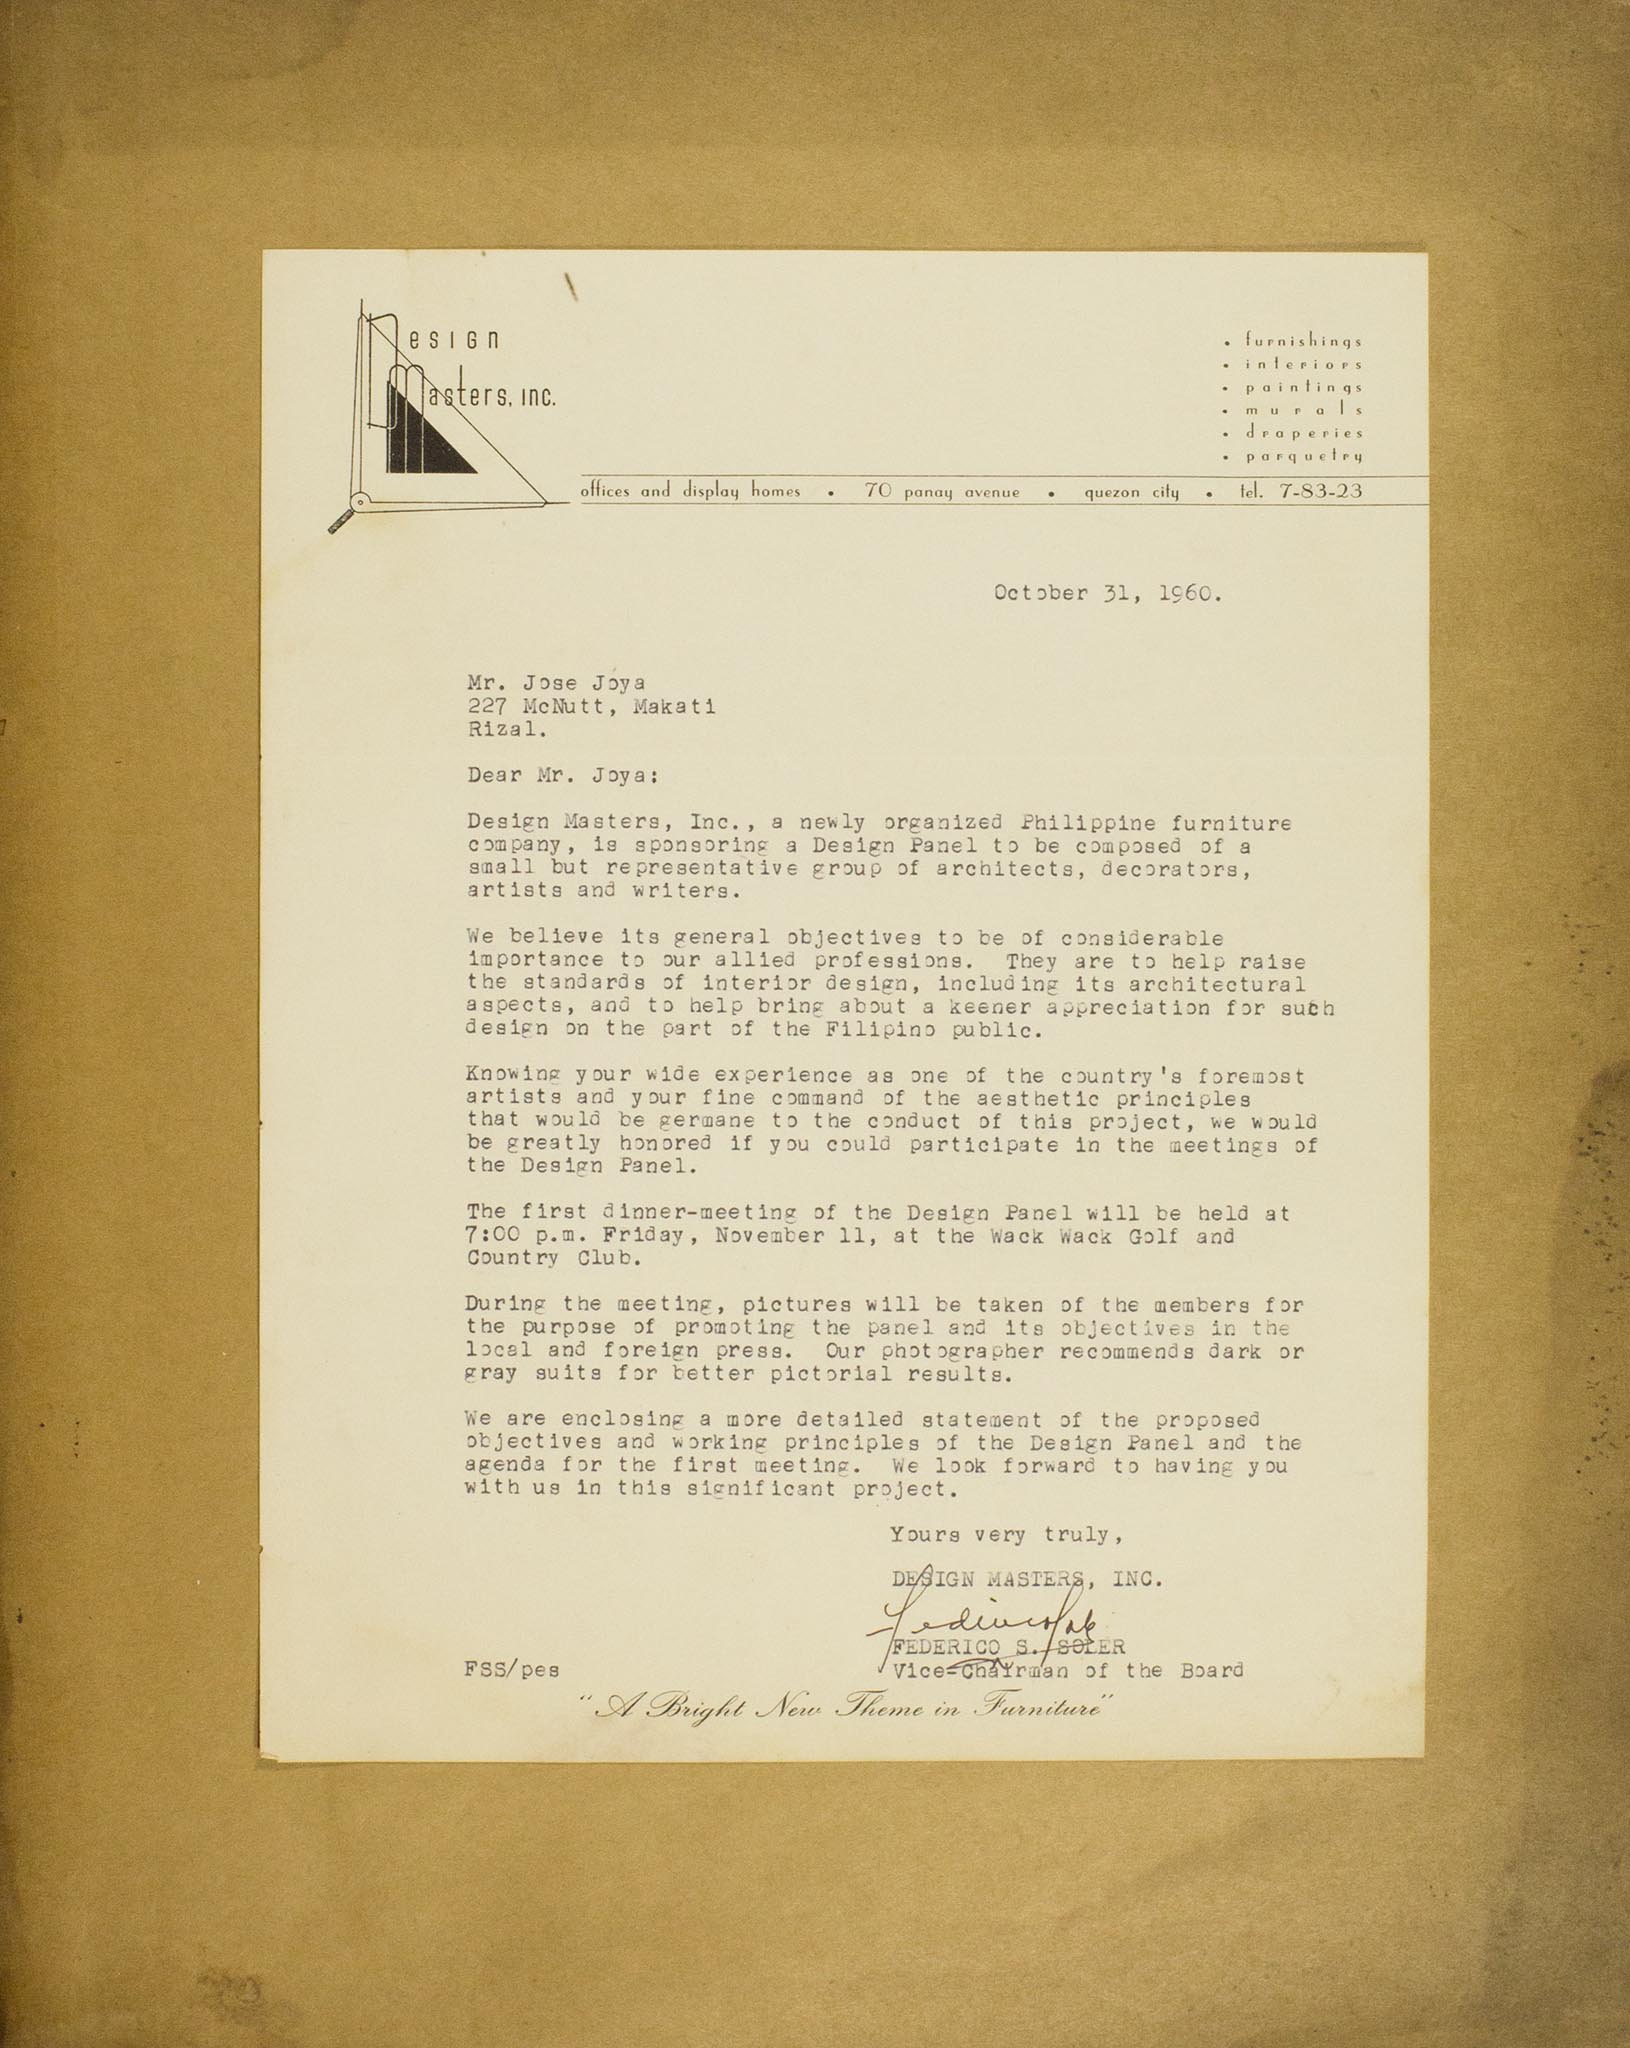 Design
Masters, inc.
• furnishings
• interiors
• paintings
• murals
• draperies
• parquetry
offices and display homes • 70 panay avenue • quezon city • tel. 7-83-23
October 31, 1960.
Mr. Jose Joya
227 McNutt, Makati
Rizal.
Dear Mr. Joya:
Design Masters, Inc., a newly organized Philippine furniture
company, is sponsoring a Design Panel to be composed of a
small but representative group of architects, decorators,
artists and writers.
We believe its general objectives to be of considerable
importance to our allied professions. They are to help raise
the standards of interior design, including its architectural
aspects, and to help bring about a keener appreciation for such
design on the part of the Filipino public.
Knowing your wide experience as one of the country's foremost
artists and your fine command of the aesthetic principles
that would be germane to the conduct of this project, we would
be greatly honored if you could participate in the meetings of
the Design Panel.
The first dinner-meeting of the Design Panel will be held at
7:00 p.m. Friday, November 11, at the Wack Wack Golf and
Country Club.
During the meeting, pictures will be taken of the members for
the purpose of promoting the panel and its objectives in the
local and foreign press. Our photographer recommends dark or
gray suits for better pictorial results.
We are enclosing a more detailed statement of the proposed
objectives and working principles of the Design Panel and the
agenda for the first meeting. We look forward to having you
with us in this significant project.
Yours very truly,
DESIGN MASTERS, INC.
FEDERICO S. SOLER
FSS/pes Vice-Chairman of the Board
"A Bright New Theme in Furniture"